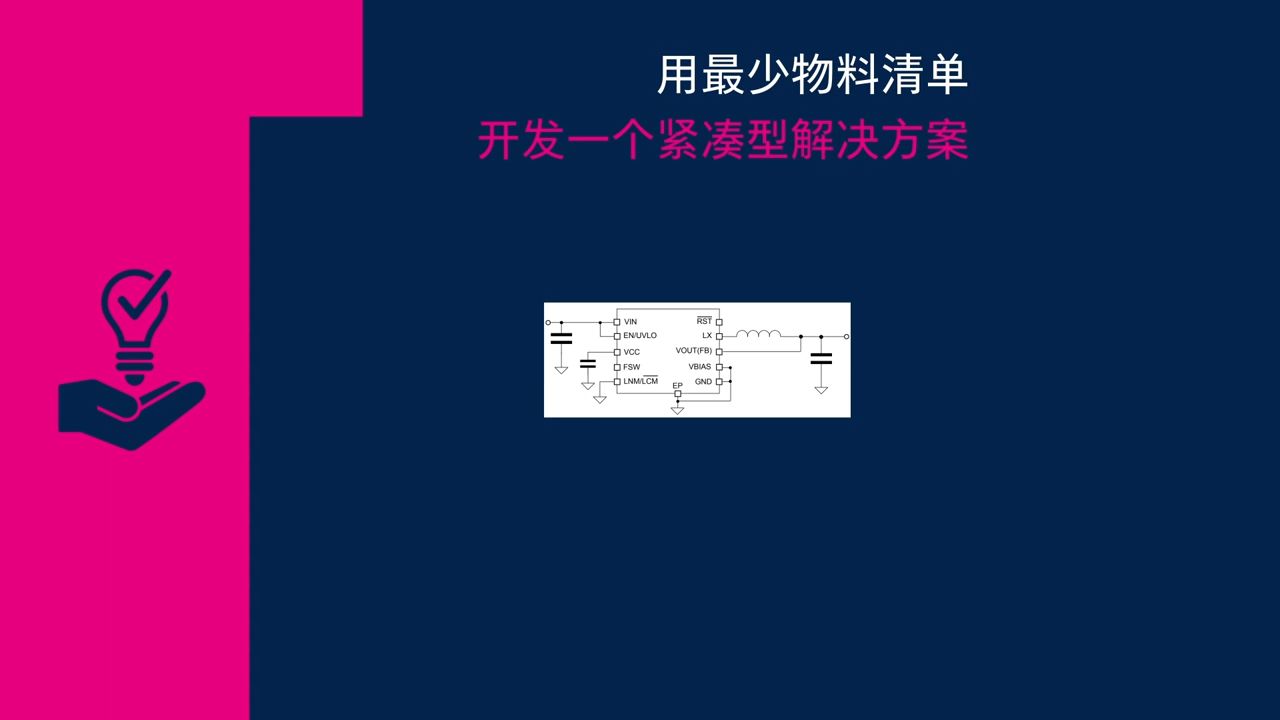 用最少物料清单
开发一个紧凑型解决方案
VIN
RST
EN/UVLO
LX
VCC
VOUT(FB)
FSW
VBIAS
LNM/LCM
GND
EP